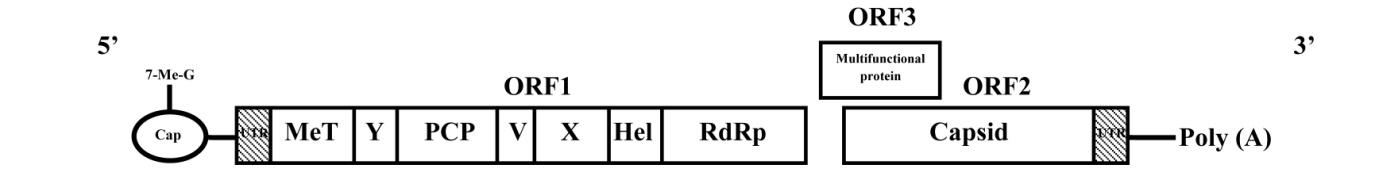 ORF3
5’
3’
Multifunctional
protein
7-Me-G
ORF1
ORF2
Cap
UTR
MeT
Y
PCP
V
X
Hel
RdRp
Capsid
UTR
Poly (A)